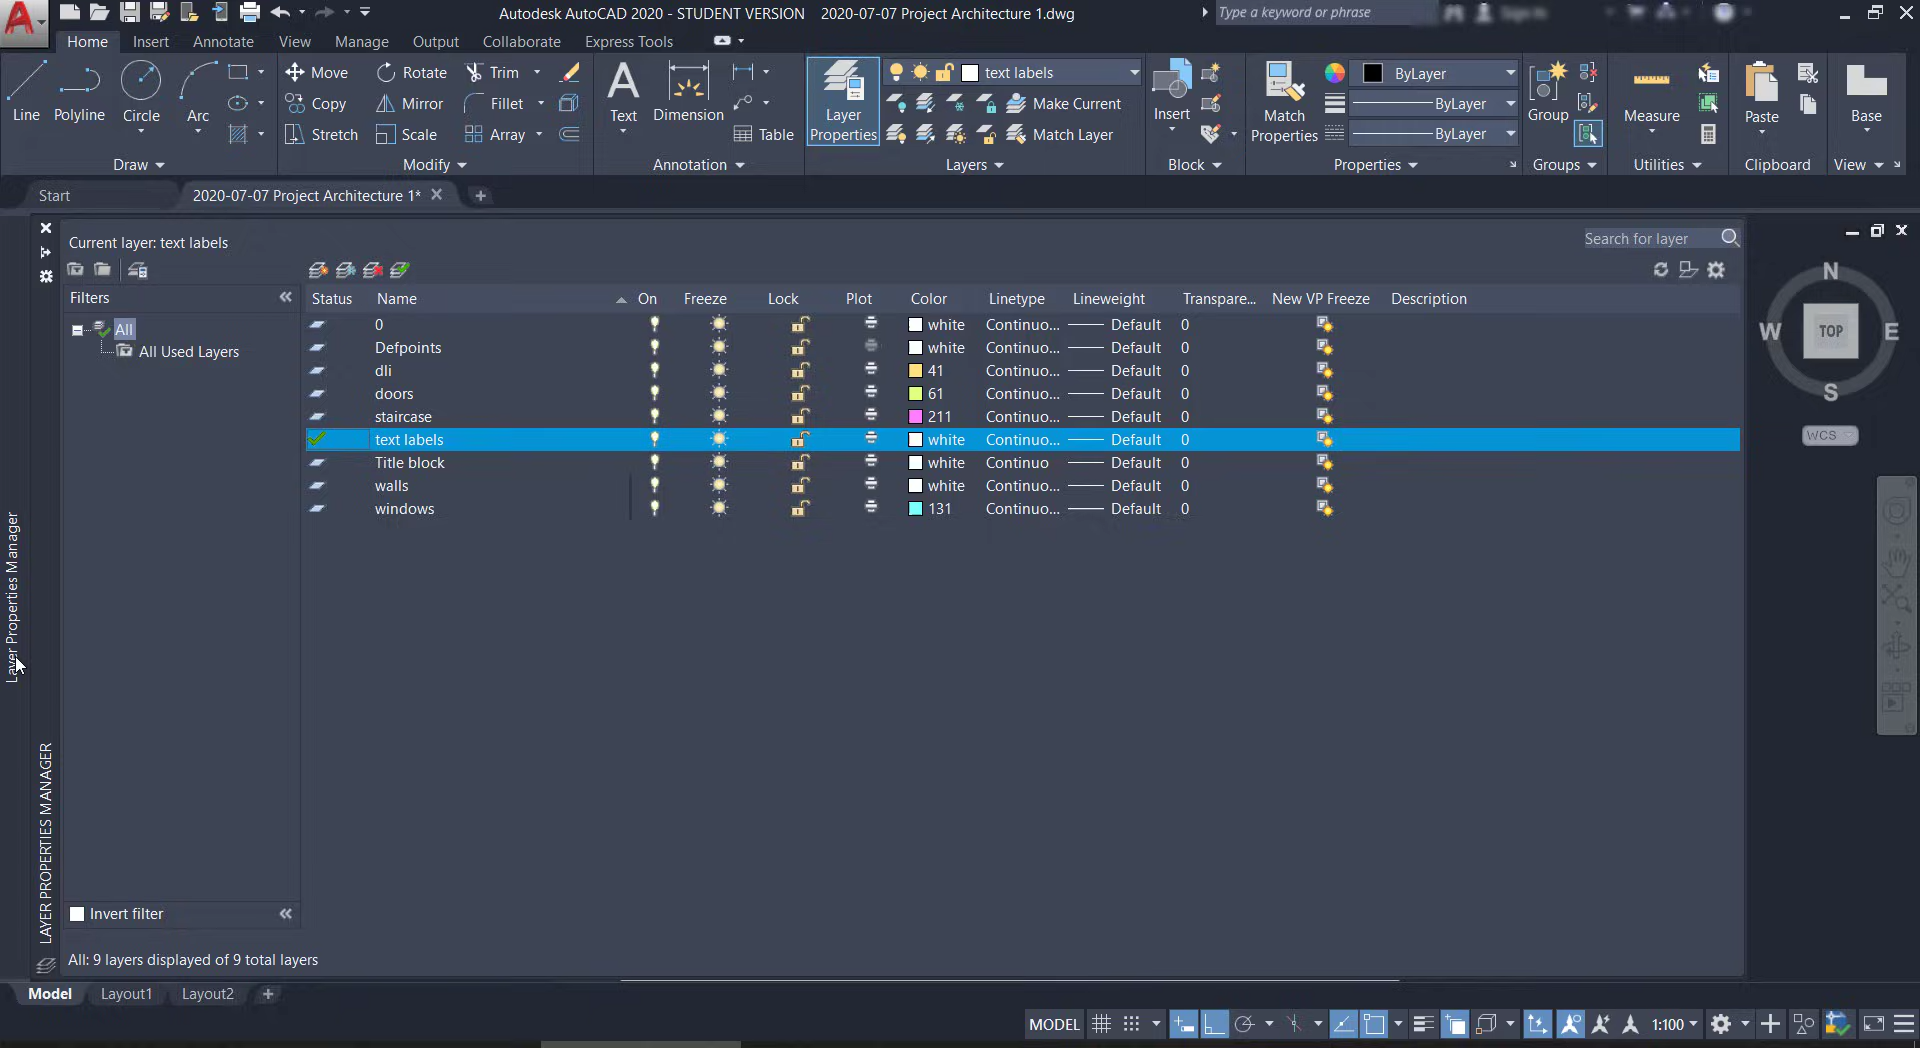 Autodesk AutoCAD 2020 - STUDENT VERSION 2020-07-07 Project Architecture 1.dwg
Type a keyword or phrase
Home Insert Annotate View Manage Output Collaborate Express Tools
Line Polyline Circle Arc
Draw
Move Rotate Trim
Copy Mirror Fillet
Stretch Scale Array
Modify
Text Dimension
Table
Annotation
Layer Properties
text labels
Make Current
Match Layer
Layers
Insert
Block
Match Properties
ByLayer
ByLayer
ByLayer
Properties
Group
Groups
Measure
Utilities
Paste
Clipboard
Base
View
Start 2020-07-07 Project Architecture 1*
Current layer: text labels
Search for layer
Filters
All
All Used Layers
Invert filter
Status Name On Freeze Lock Plot Color Linetype Lineweight Transpare... New VP Freeze Description
0 white Continuo... Default 0
Defpoints white Continuo... Default 0
dli 41 Continuo... Default 0
doors 61 Continuo... Default 0
staircase 211 Continuo... Default 0
text labels white Continuo... Default 0
Title block white Continuo Default 0
walls white Continuo... Default 0
windows 131 Continuo... Default 0
N
W TOP E
S
WCS
Layer Properties Manager
LAYER PROPERTIES MANAGER
All: 9 layers displayed of 9 total layers
Model Layout1 Layout2
MODEL 1:100